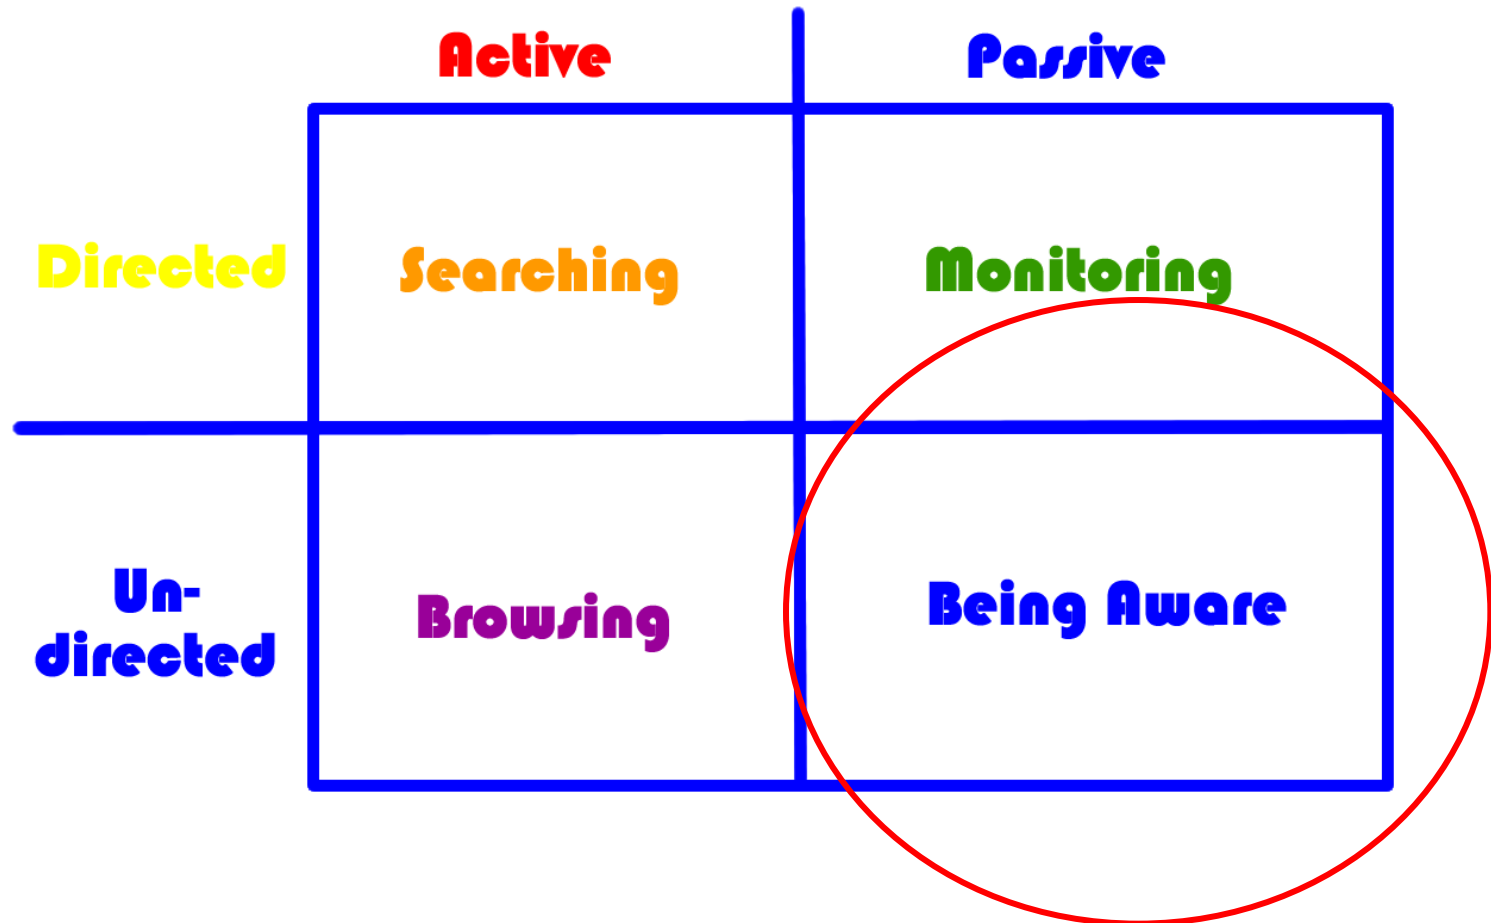 Active Passive
Directed Searching Monitoring
Un-
directed
Browsing Being Aware